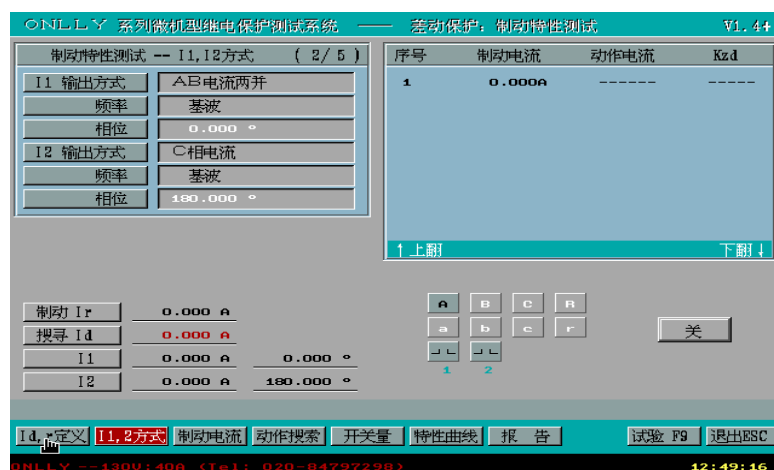 ONLLY 系列微机型继电保护测试系统 —— 差动保护: 制动特性测试 V1.4+
制动特性测试 -- I1,I2方式 ( 2/ 5 )
I1 输出方式 AB电流两并
频率 基波
相位 0.000 °
I2 输出方式 C相电流
频率 基波
相位 180.000 °
序号 制动电流 动作电流 Kzd
1 0.000A ------ -----
↑上翻 下翻↓
制动 Ir 0.000 A
搜寻 Id 0.000 A
I1 0.000 A 0.000 °
I2 0.000 A 180.000 °
A B C R
a b c r
1 2
关
Id,r定义 I1,2方式 制动电流 动作搜索 开关量 特性曲线 报 告 试验 F9 退出ESC
ONLLY --130V;40A (Tel: 020-84797298) 12:49:16